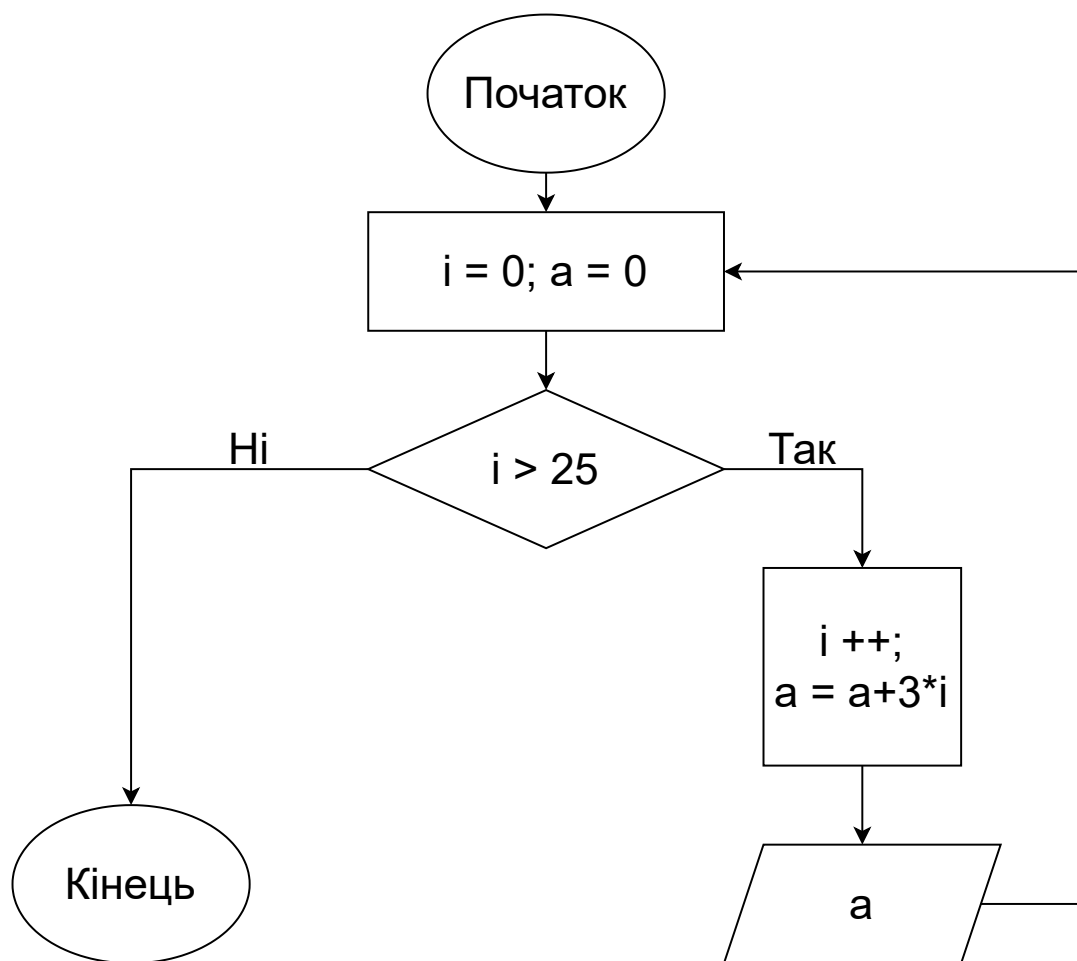 Початок
i = 0; a = 0
Ні
i > 25
Так
i ++;
a = a+3*i
Кінець
a